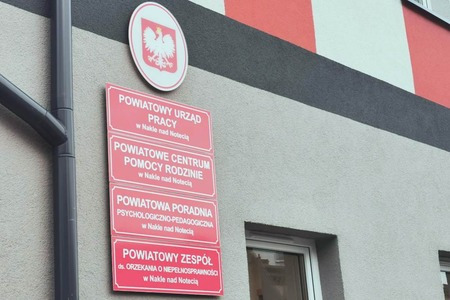 POWIATOWY URZĄD
PRACY
w Nakle nad Notecią
POWIATOWE CENTRUM
POMOCY RODZINIE
w Nakle nad Notecią
POWIATOWA PORADNIA
PSYCHOLOGICZNO-PEDAGOGICZNA
w Nakle nad Notecią
POWIATOWY ZESPÓŁ
ds. ORZEKANIA O NIEPEŁNOSPRAWNOŚCI
w Nakle nad Notecią